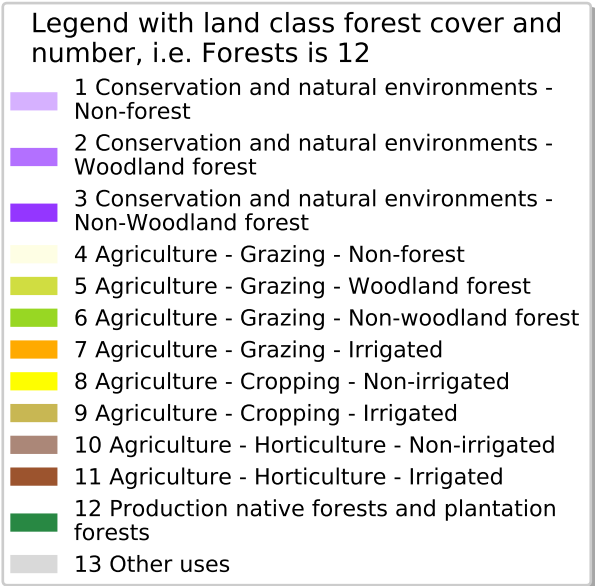 Legend with land class forest cover and
number, i.e. Forests is 12
1 Conservation and natural environments -
Non-forest
2 Conservation and natural environments -
Woodland forest
3 Conservation and natural environments -
Non-Woodland forest
4 Agriculture - Grazing - Non-forest
5 Agriculture - Grazing - Woodland forest
6 Agriculture - Grazing - Non-woodland forest
7 Agriculture - Grazing - Irrigated
8 Agriculture - Cropping - Non-irrigated
9 Agriculture - Cropping - Irrigated
10 Agriculture - Horticulture - Non-irrigated
11 Agriculture - Horticulture - Irrigated
12 Production native forests and plantation
forests
13 Other uses